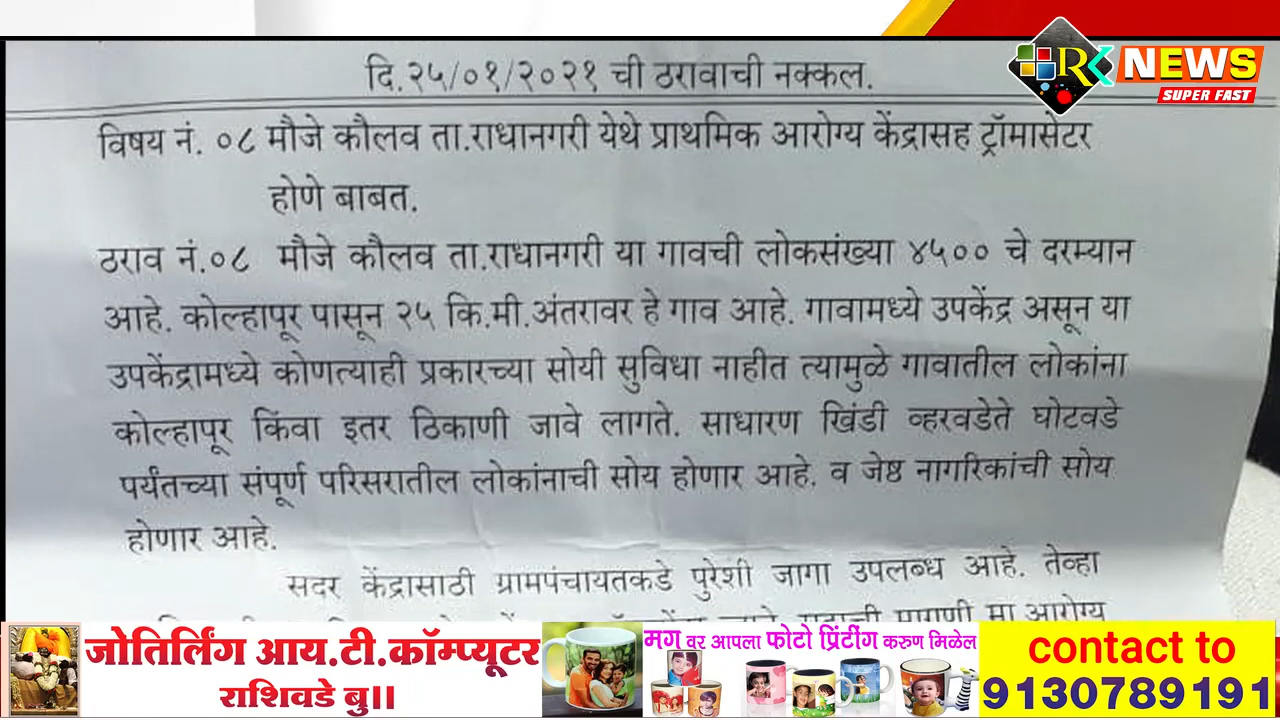 दि.२५/०१/२०२१ ची ठरावाची नक्कल.
RK NEWS
SUPER FAST
विषय नं. ०८ मौजे कौलव ता.राधानगरी येथे प्राथमिक आरोग्य केंद्रासह ट्रॉमासेटर
होणे बाबत.
ठराव नं.०८ मौजे कौलव ता.राधानगरी या गावची लोकसंख्या ४५०० चे दरम्यान
आहे. कोल्हापूर पासून २५ कि.मी.अंतरावर हे गाव आहे. गावामध्ये उपकेंद्र असून या
उपकेंद्रामध्ये कोणत्याही प्रकारच्या सोयी सुविधा नाहीत त्यामुळे गावातील लोकांना
कोल्हापूर किंवा इतर ठिकाणी जावे लागते. साधारण खिंडी व्हरवडेते घोटवडे
पर्यंतच्या संपूर्ण परिसरातील लोकांनाची सोय होणार आहे. व जेष्ठ नागरिकांची सोय
होणार आहे.
सदर केंद्रासाठी ग्रामपंचायतकडे पुरेशी जागा उपलब्ध आहे. तेव्हा
मागणी मा आरोग्य
जोतिर्लिंग आय.टी.कॉम्प्यूटर
राशिवडे बु॥
मग वर आपला फोटो प्रिंटींग करुण मिळेल
contact to
9130789191